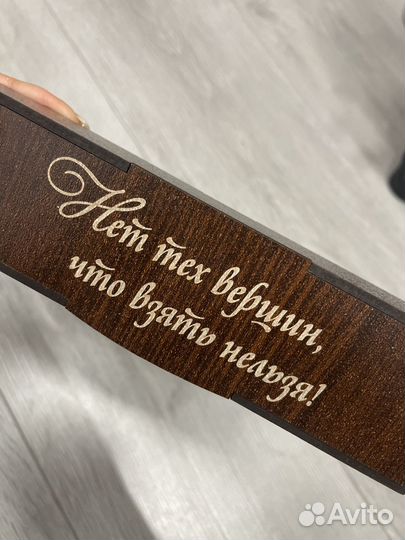 Нет тех вершин,
что взять нельзя!
Avito